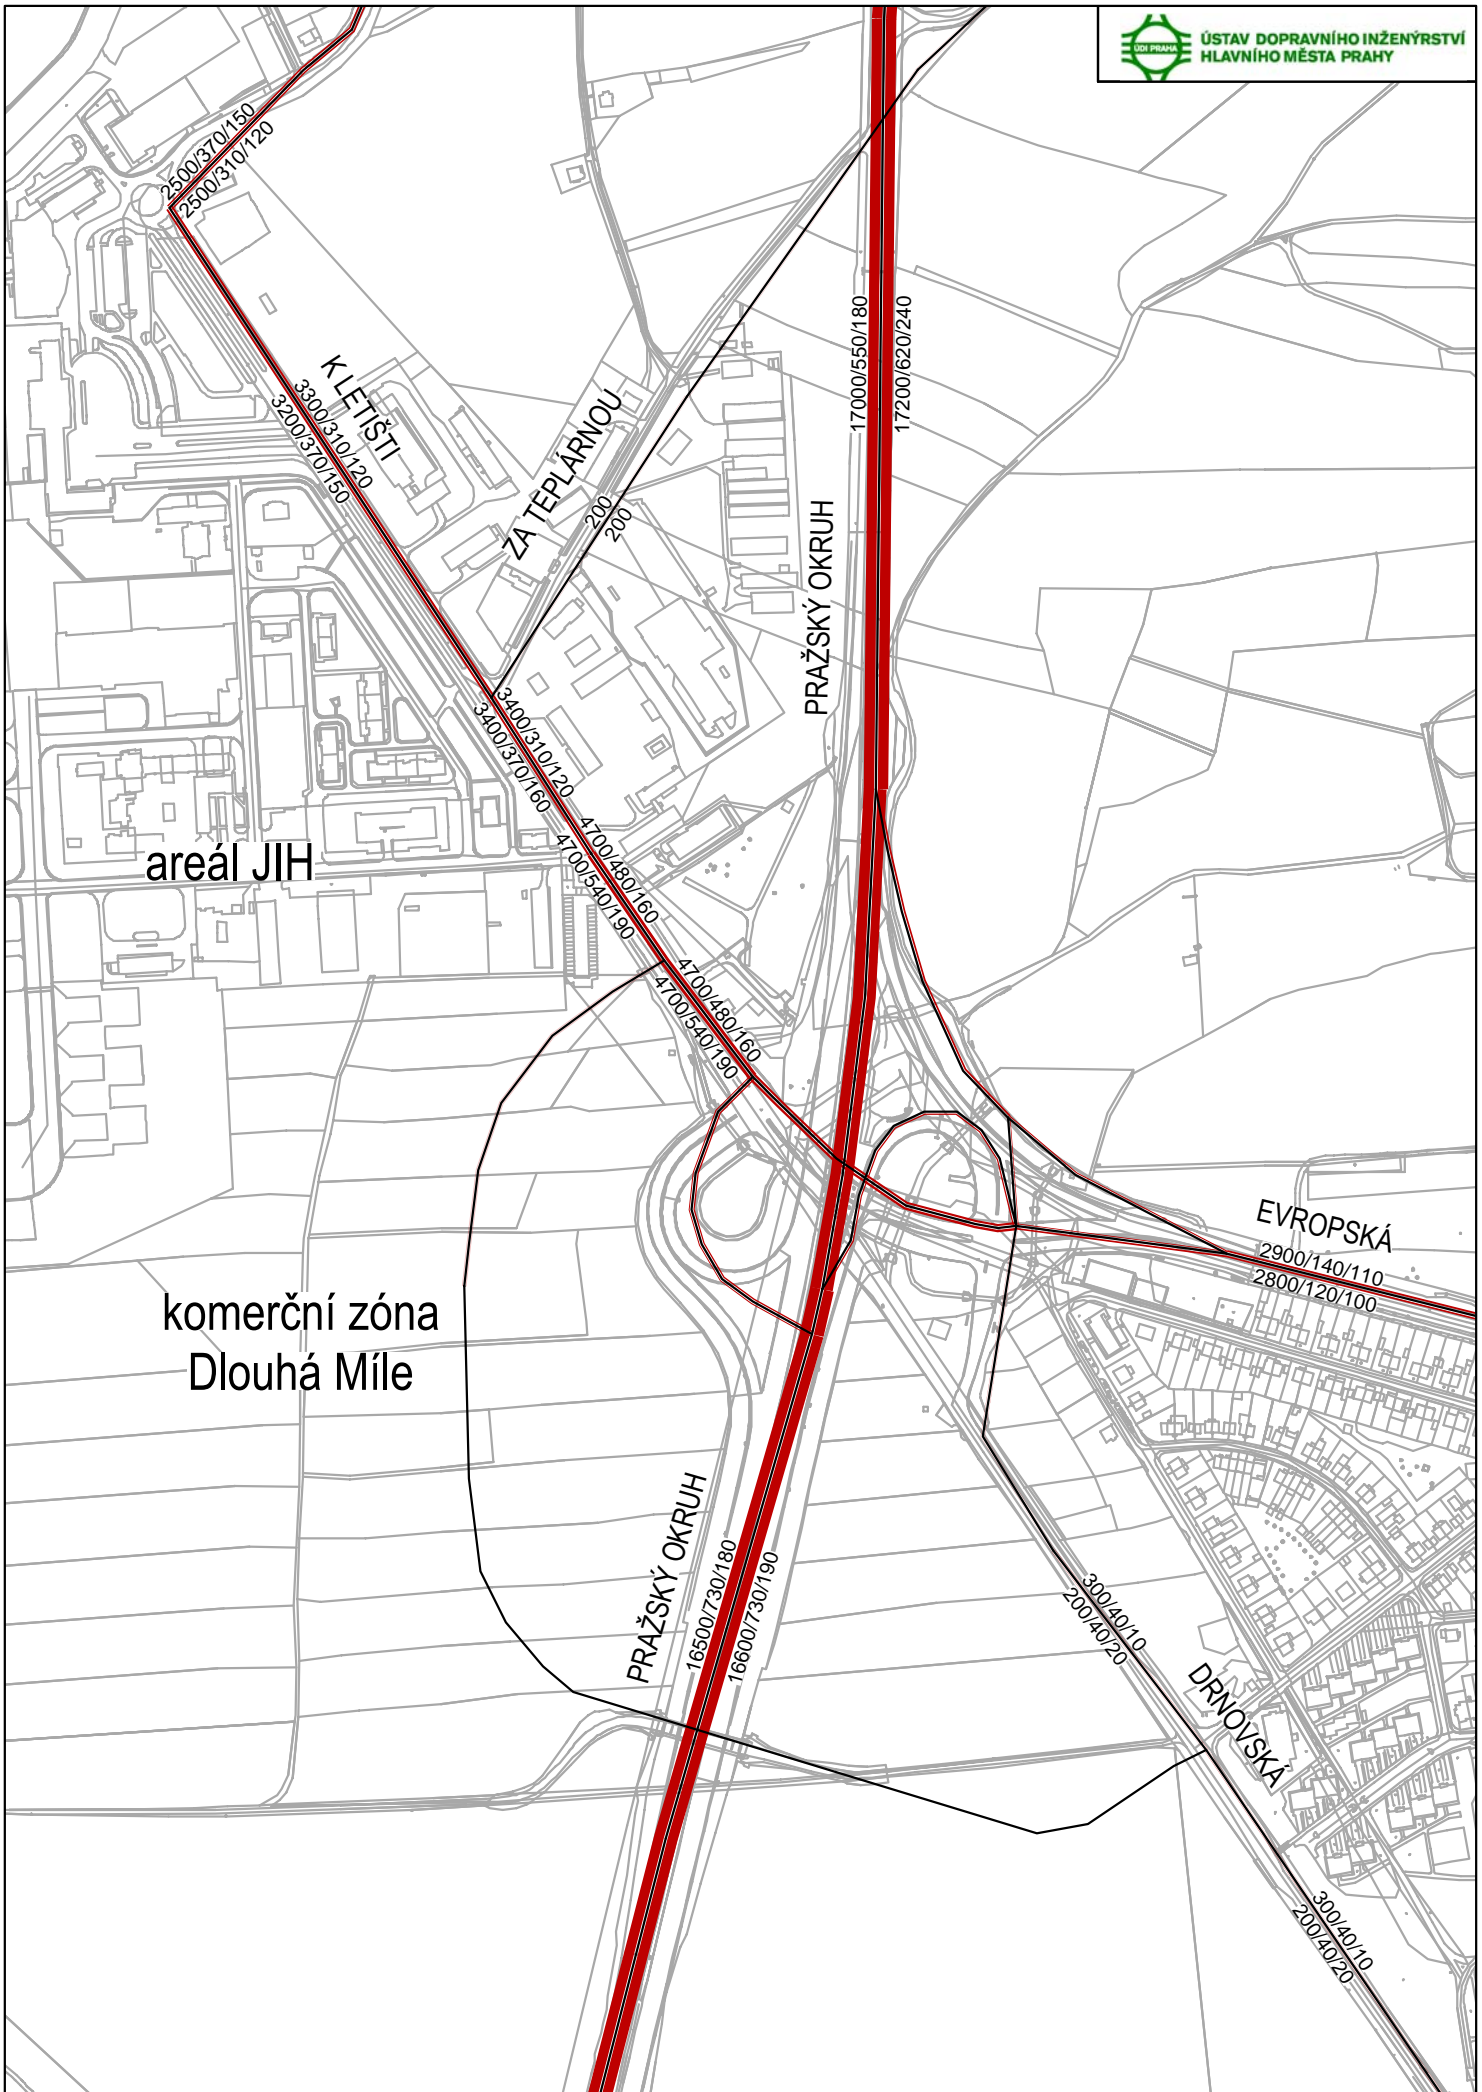 ÚSTAV DOPRAVNÍHO INŽENÝRSTVÍ
HLAVNÍHO MĚSTA PRAHY
ÚDI PRAHA
2500/370/150
2500/310/120
K LETIŠTI
3300/310/120
3200/370/150
ZA TEPLÁRNOU
200
200
17000/550/180
17200/620/240
PRAŽSKÝ OKRUH
3400/310/120
3400/370/160
4700/480/160
4700/540/190
areál JIH
4700/480/160
4700/540/190
EVROPSKÁ
2900/140/110
2800/120/100
komerční zóna
Dlouhá Míle
PRAŽSKÝ OKRUH
16500/730/180
16600/730/190
300/40/10
200/40/20
DRNOVSKÁ
300/40/10
200/40/20